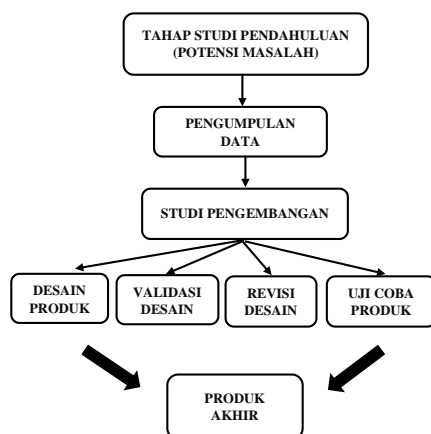 TAHAP STUDI PENDAHULUAN
(POTENSI MASALAH)
PENGUMPULAN
DATA
STUDI PENGEMBANGAN
DESAIN
PRODUK
VALIDASI
DESAIN
REVISI
DESAIN
UJI COBA
PRODUK
PRODUK
AKHIR